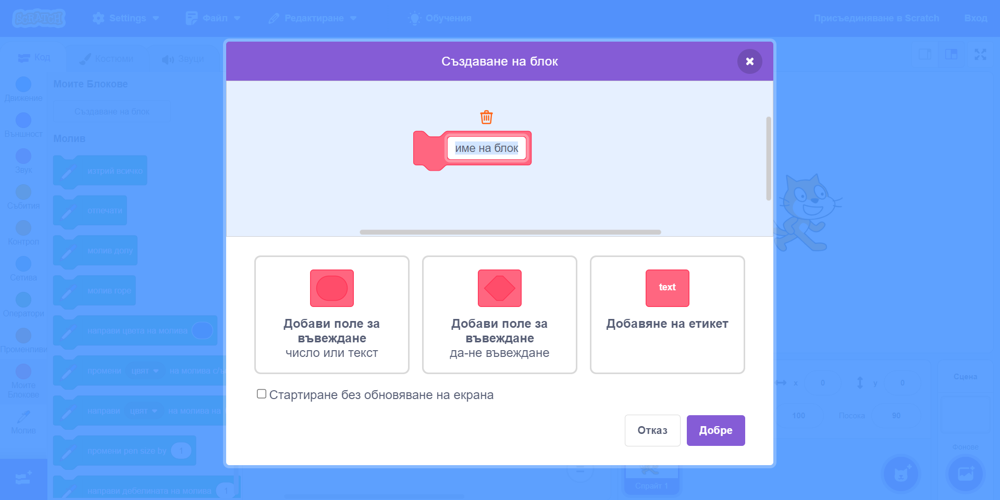 SCRATCH
Settings
Файл
Редактиране
Обучения
Присъединяване в Scratch
Вход
Код
Костюми
Звуци
Създаване на блок
Движение
Външност
Звук
Събития
Контрол
Сетива
Оператори
Променливи
Моите
Блокове
Молив
Моите Блокове
Създаване на блок
Молив
изтрий всичко
отпечати
молив долу
молив горе
направи цвета на молива
промени цвят на молива с/ъ
направи цвят на молива на
промени pen size by 1
направи дебелината на молива 1
име на блок
text
Добави поле за
въвеждане
число или текст
Добави поле за
въвеждане
да-не въвеждане
Добавяне на етикет
Стартиране без обновяване на екрана
Отказ
Добре
x 0
y 0
100
Посока 90
Сцена
Фонове
Спрайт 1